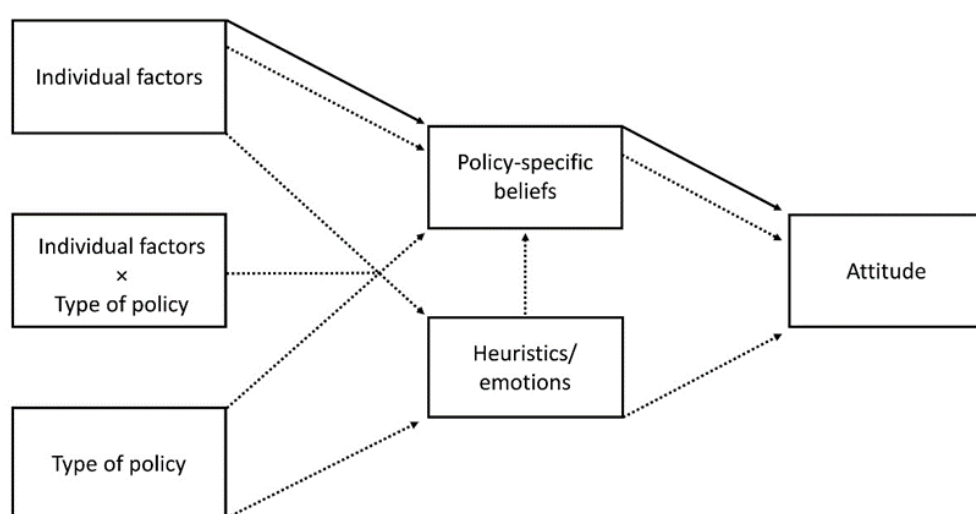 Individual factors
Policy-specific
beliefs
Individual factors
×
Type of policy
Attitude
Heuristics/
emotions
Type of policy